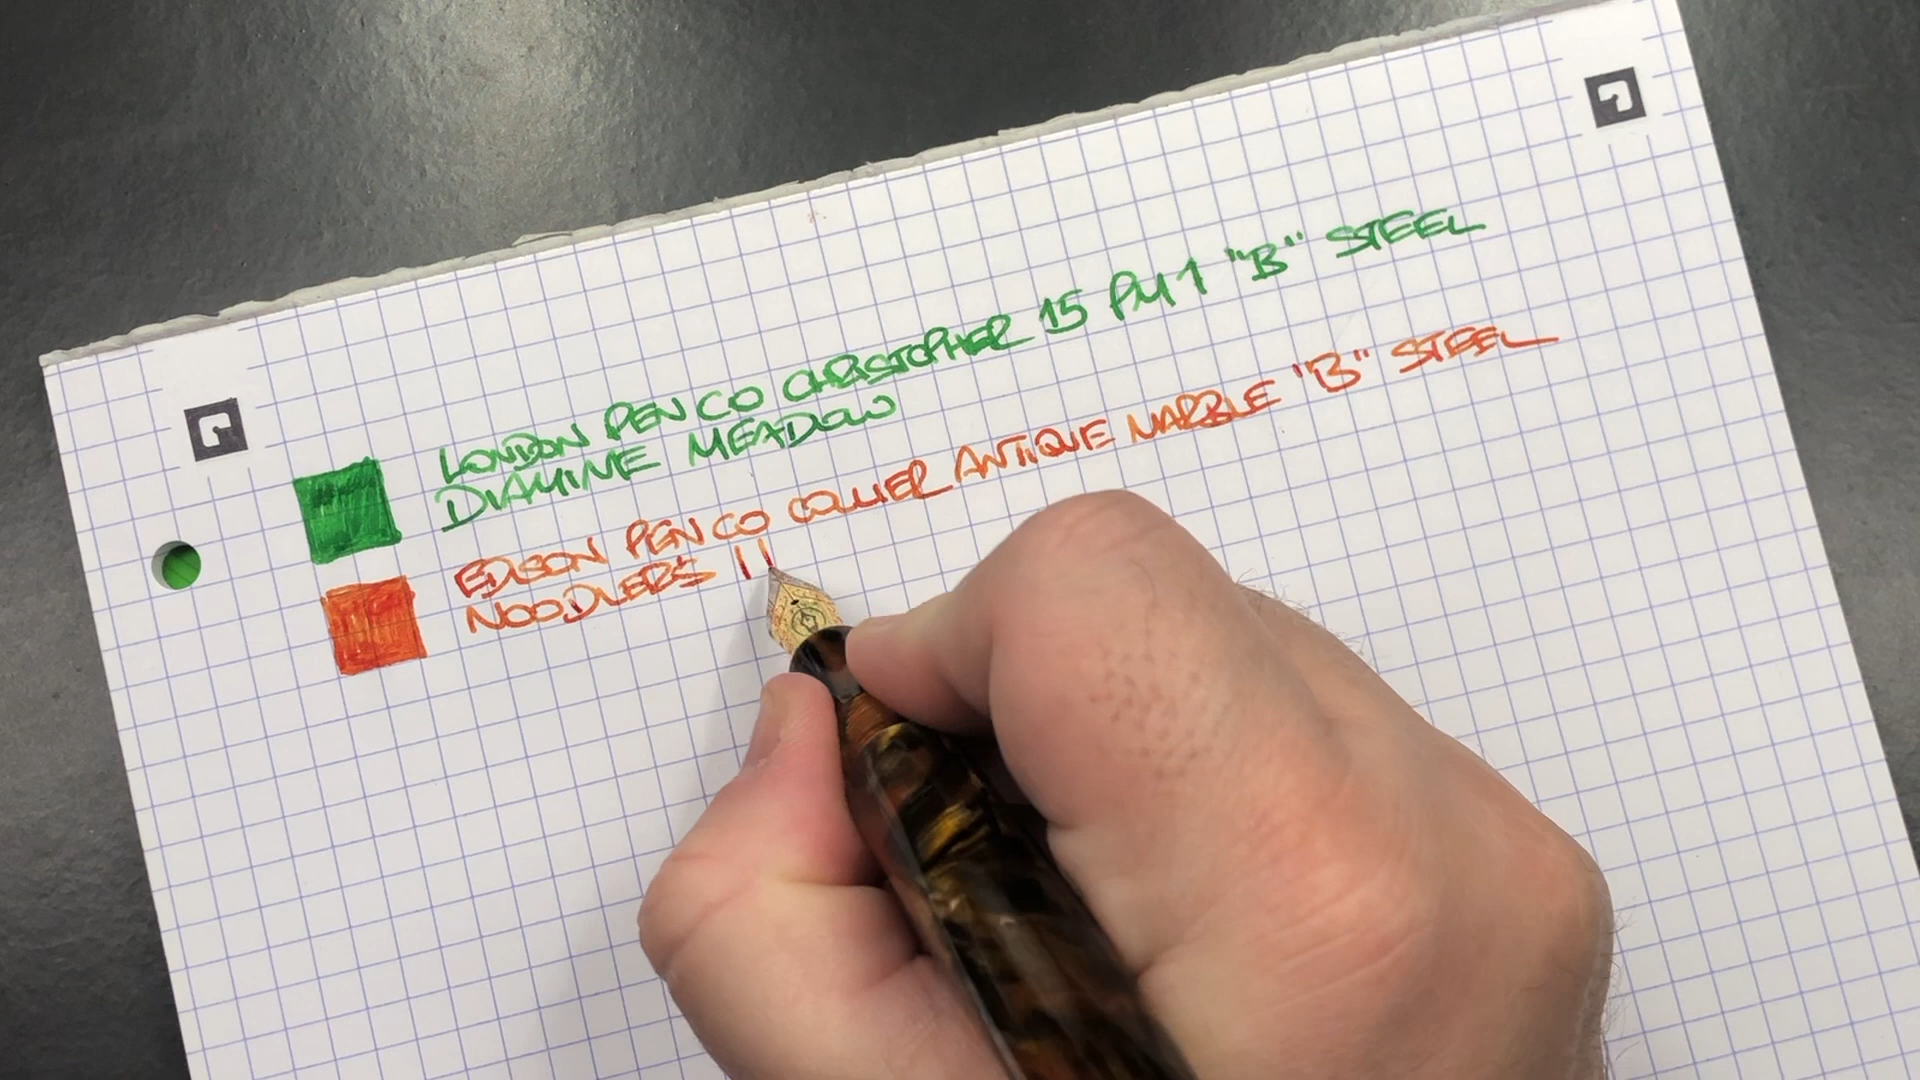 LONDON PEN CO CHRISTOPHER 15 PM1 "B" STEEL
DIAMINE MEADOW
EDISON PEN CO COLLIER ANTIQUE MARBLE "B" STEEL
NOODLERS